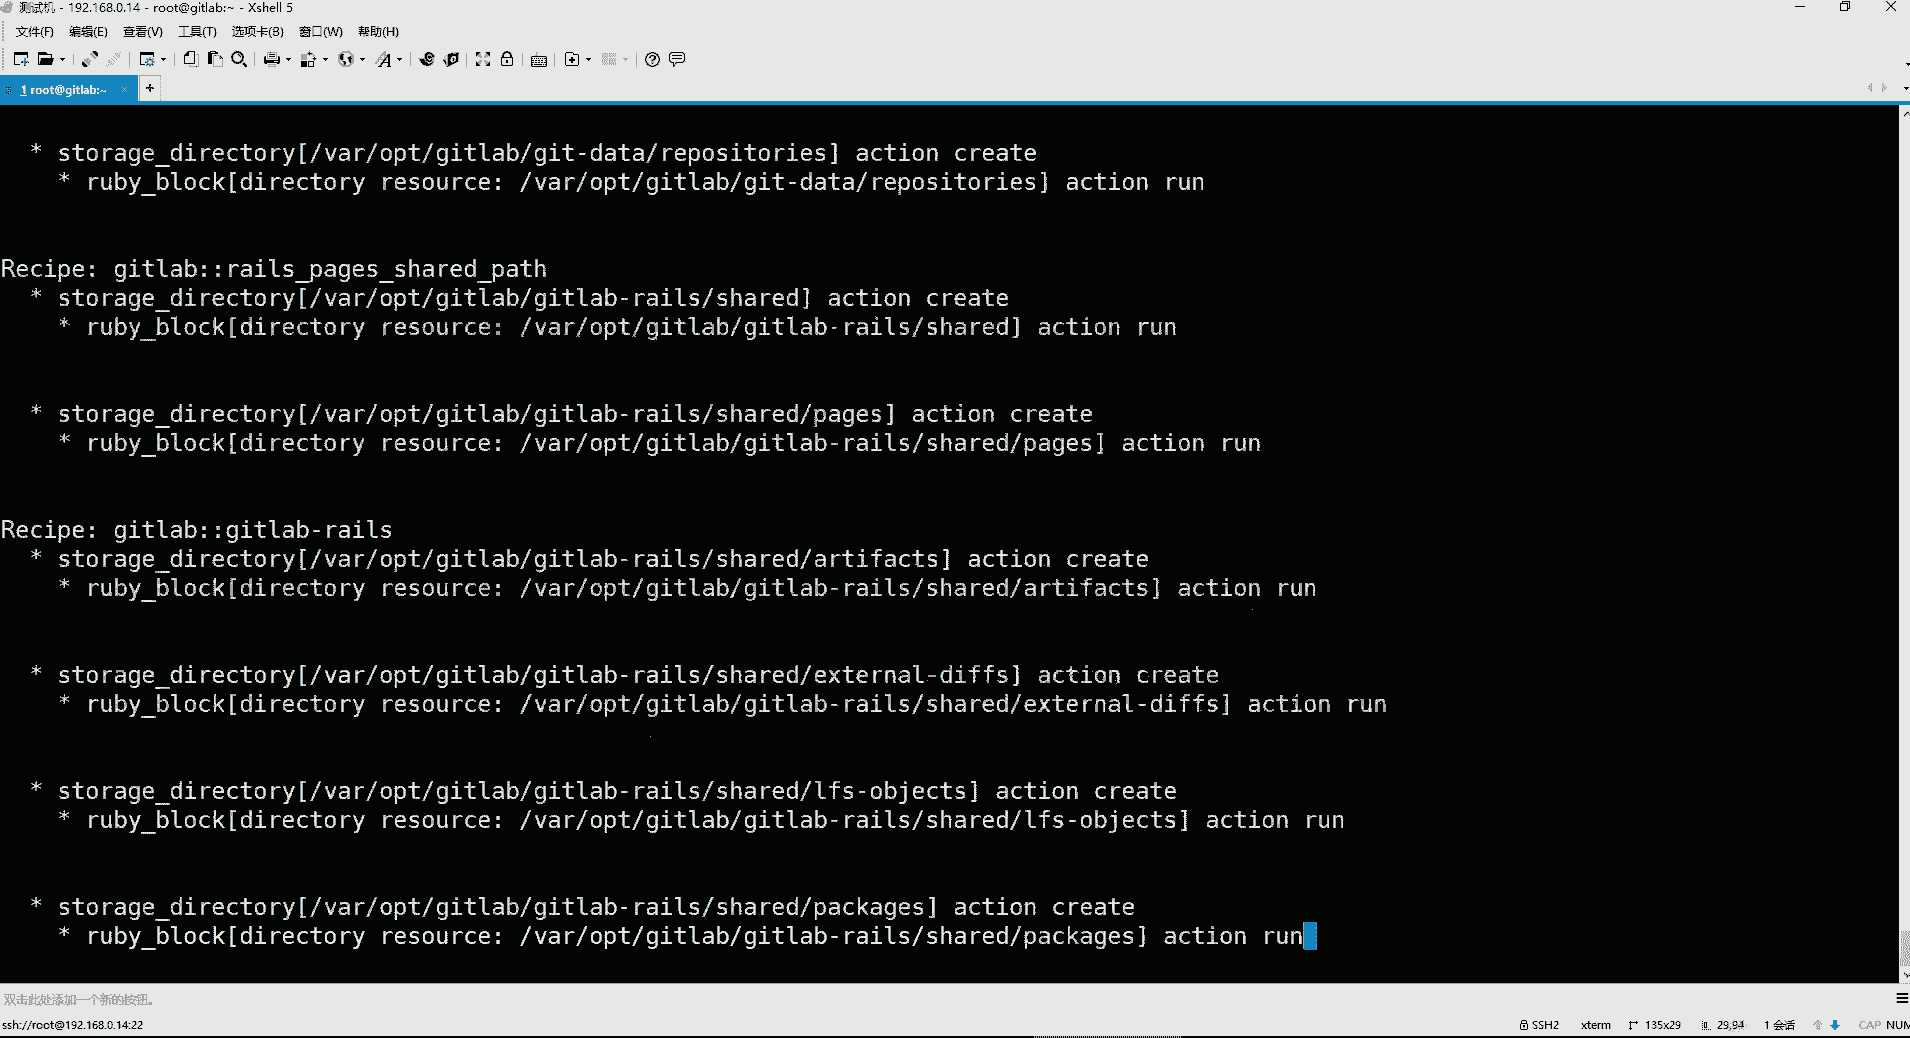 测试机 - 192.168.0.14 - root@gitlab:~ - Xshell 5
文件(F) 编辑(E) 查看(V) 工具(T) 选项卡(B) 窗口(W) 帮助(H)
1 root@gitlab:~
* storage_directory[/var/opt/gitlab/git-data/repositories] action create
* ruby_block[directory resource: /var/opt/gitlab/git-data/repositories] action run
Recipe: gitlab::rails_pages_shared_path
* storage_directory[/var/opt/gitlab/gitlab-rails/shared] action create
* ruby_block[directory resource: /var/opt/gitlab/gitlab-rails/shared] action run
* storage_directory[/var/opt/gitlab/gitlab-rails/shared/pages] action create
* ruby_block[directory resource: /var/opt/gitlab/gitlab-rails/shared/pages] action run
Recipe: gitlab::gitlab-rails
* storage_directory[/var/opt/gitlab/gitlab-rails/shared/artifacts] action create
* ruby_block[directory resource: /var/opt/gitlab/gitlab-rails/shared/artifacts] action run
* storage_directory[/var/opt/gitlab/gitlab-rails/shared/external-diffs] action create
* ruby_block[directory resource: /var/opt/gitlab/gitlab-rails/shared/external-diffs] action run
* storage_directory[/var/opt/gitlab/gitlab-rails/shared/lfs-objects] action create
* ruby_block[directory resource: /var/opt/gitlab/gitlab-rails/shared/lfs-objects] action run
* storage_directory[/var/opt/gitlab/gitlab-rails/shared/packages] action create
* ruby_block[directory resource: /var/opt/gitlab/gitlab-rails/shared/packages] action run
双击此处添加一个新的按钮。
ssh://root@192.168.0.14:22 SSH2 xterm 135x29 29,94 1 会话 CAP NUM